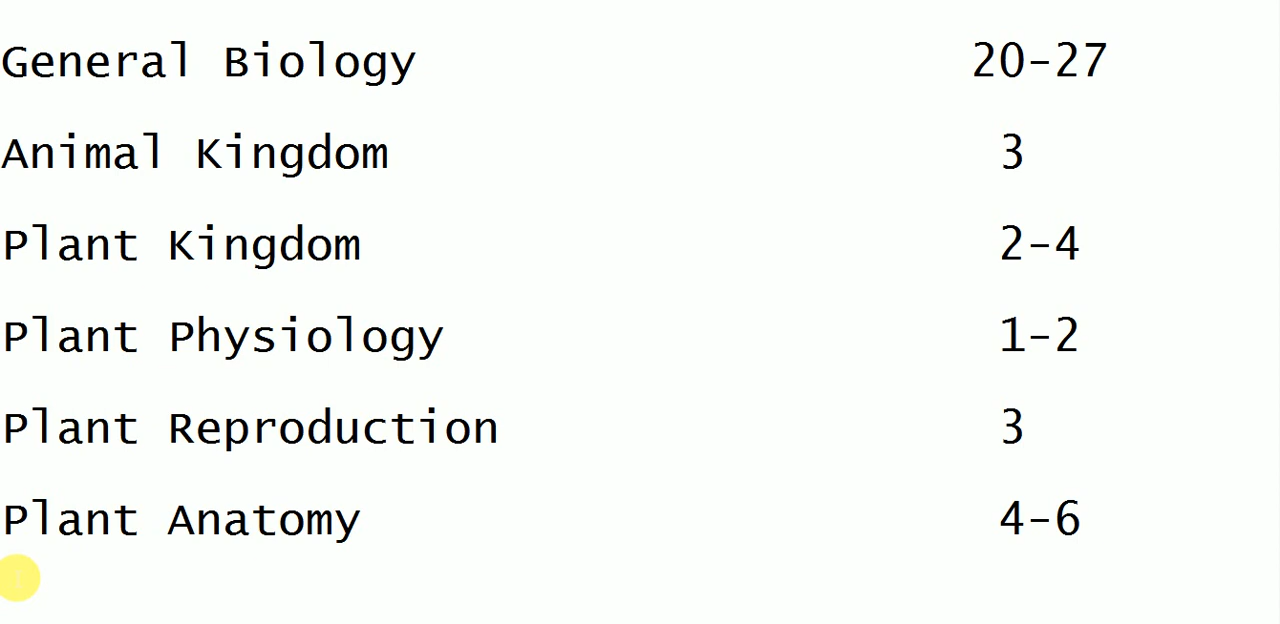 General Biology 20-27
Animal Kingdom 3
Plant Kingdom 2-4
Plant Physiology 1-2
Plant Reproduction 3
Plant Anatomy 4-6